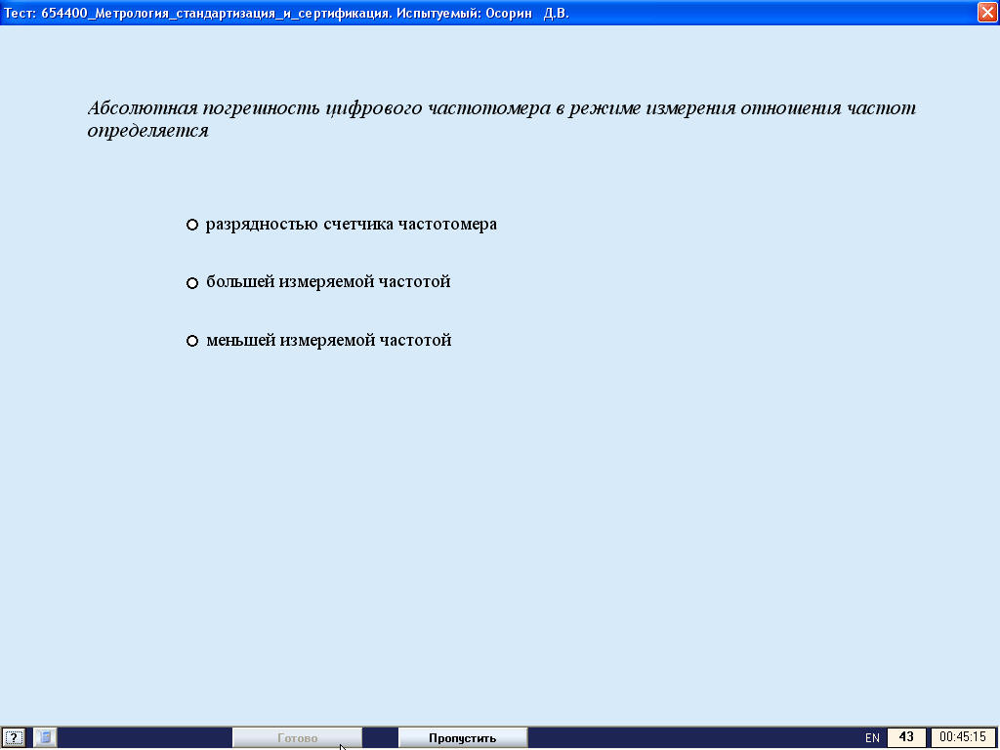 Тест: 654400_Метрология_стандартизация_и_сертификация. Испытуемый: Осорин Д.В.
Абсолютная погрешность цифрового частотомера в режиме измерения отношения частот
определяется
разрядностью счетчика частотомера
большей измеряемой частотой
меньшей измеряемой частотой
? Готово Пропустить EN 43 00:45:15